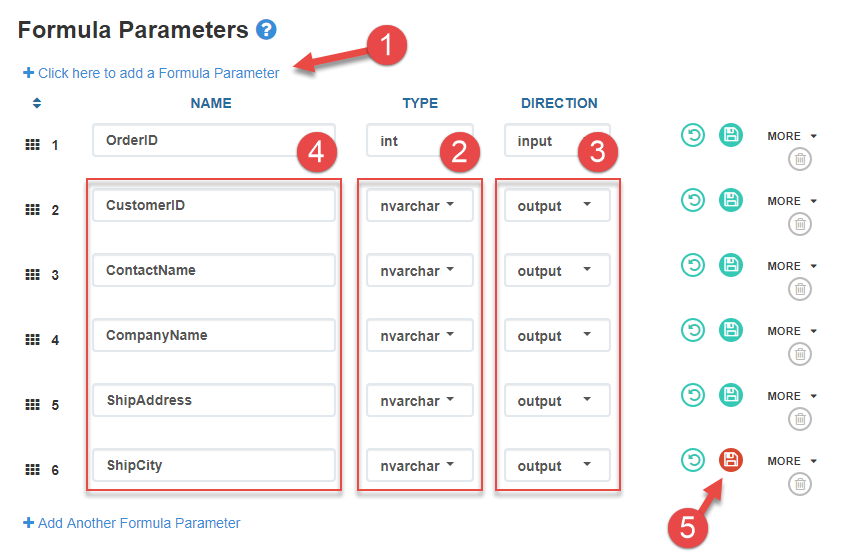 Formula Parameters ?
1
+ Click here to add a Formula Parameter
NAME TYPE DIRECTION
1 OrderID int input MORE
4 2 3
2 CustomerID nvarchar output MORE
3 ContactName nvarchar output MORE
4 CompanyName nvarchar output MORE
5 ShipAddress nvarchar output MORE
6 ShipCity nvarchar output MORE
+ Add Another Formula Parameter
5